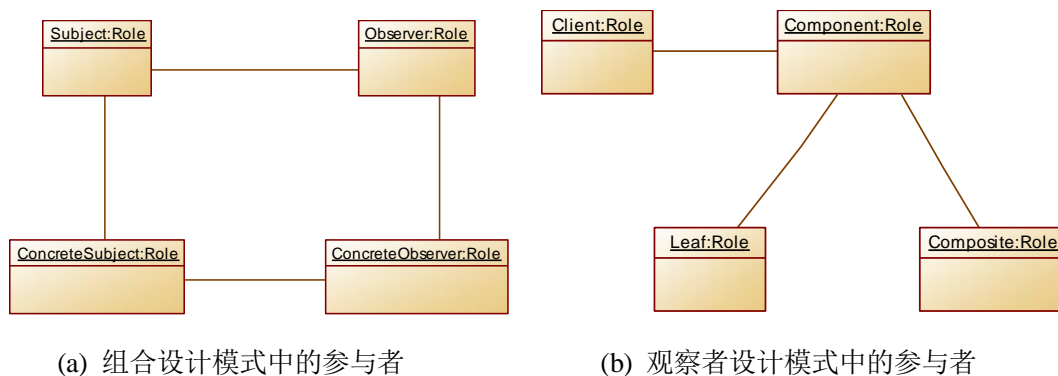 Subject:Role
Observer:Role
ConcreteSubject:Role
ConcreteObserver:Role
(a) 组合设计模式中的参与者
Client:Role
Component:Role
Leaf:Role
Composite:Role
(b) 观察者设计模式中的参与者